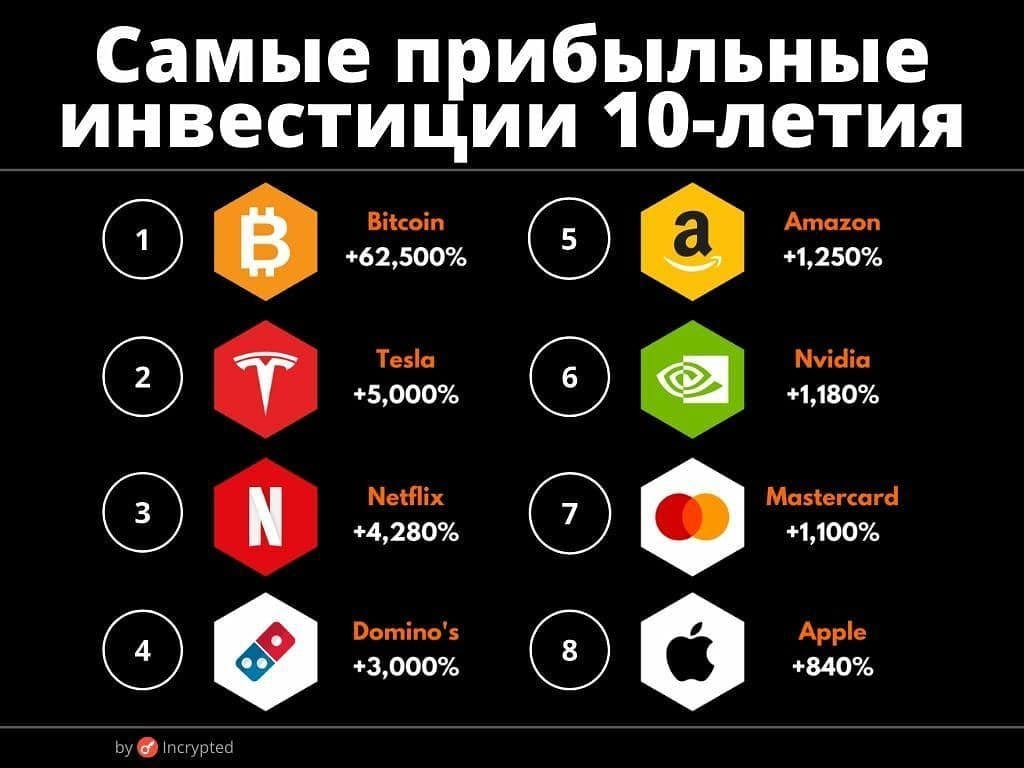 Самые прибыльные
инвестиции 10-летия
1
Bitcoin
+62,500%
2
Tesla
+5,000%
3
N
Netflix
+4,280%
4
Domino's
+3,000%
5
a
Amazon
+1,250%
6
Nvidia
+1,180%
7
Mastercard
+1,100%
8
Apple
+840%
by Incrypted